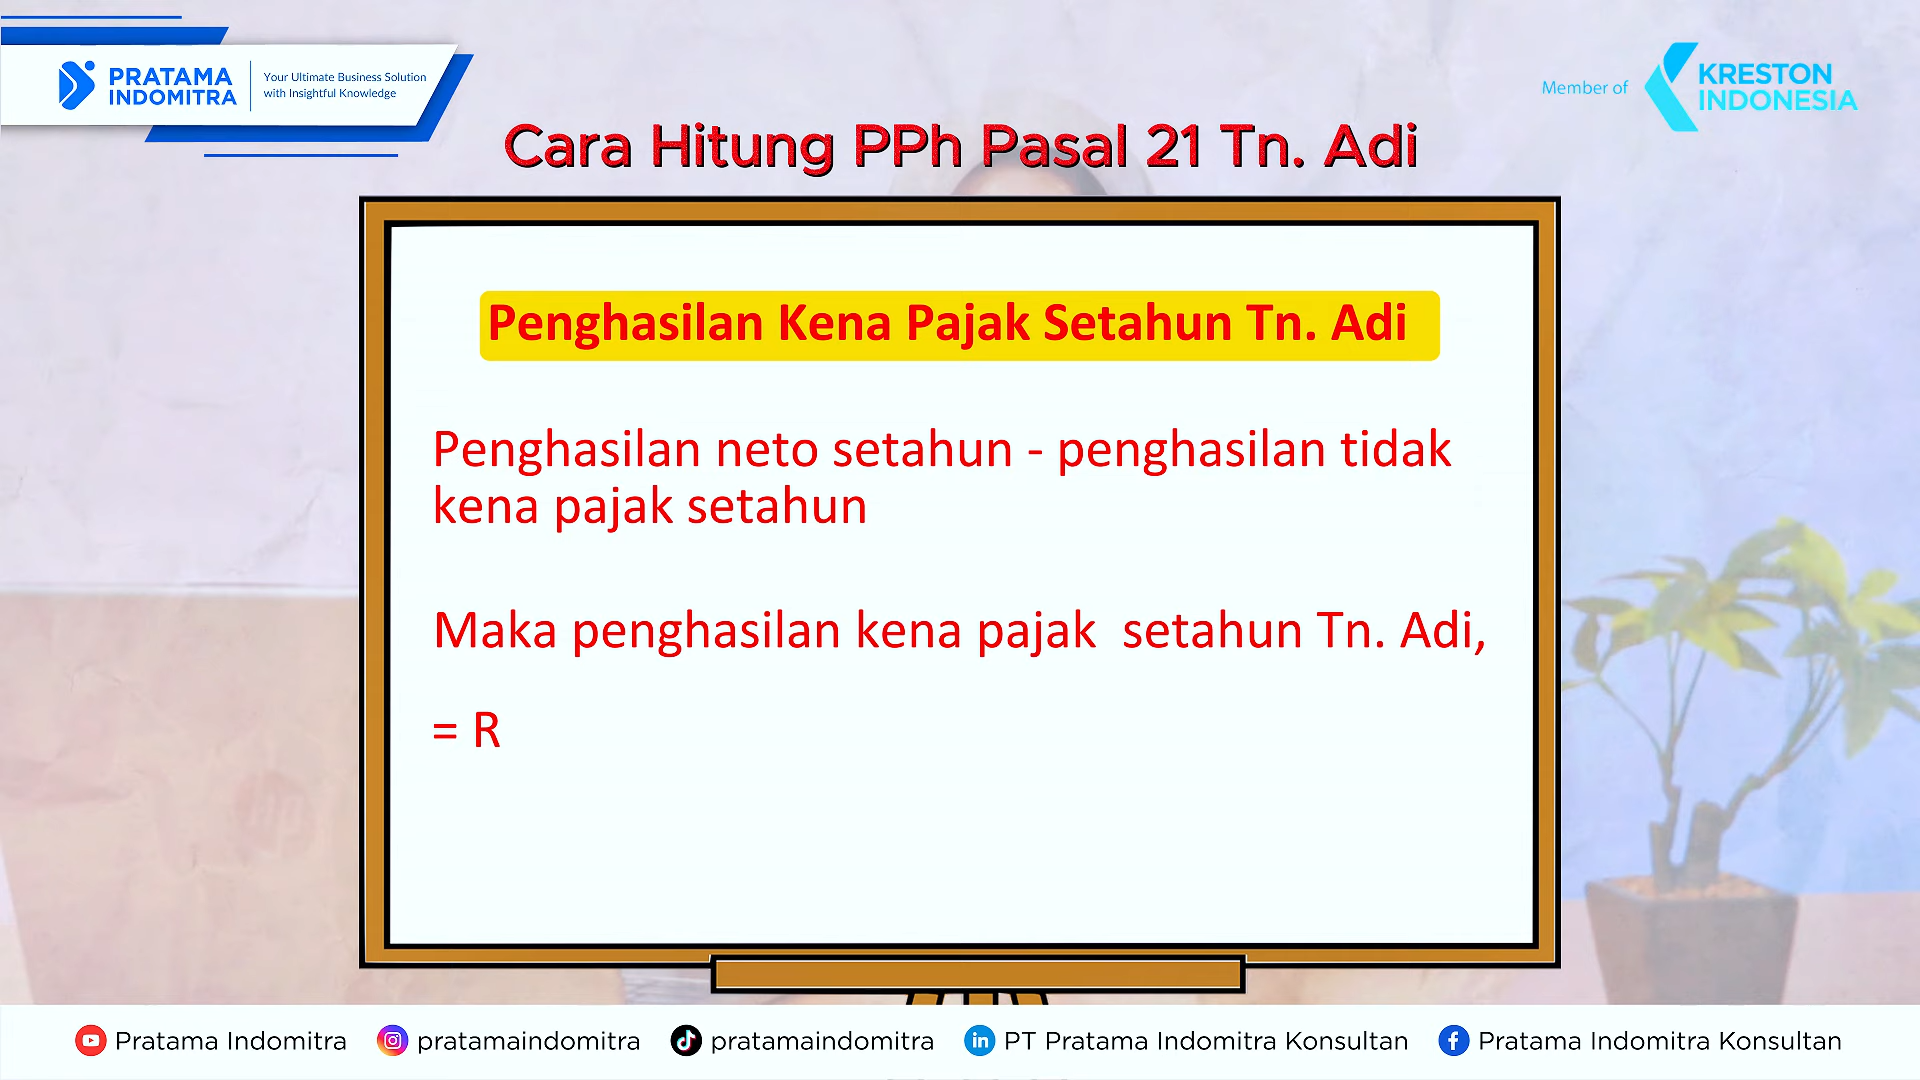 PRATAMA
INDOMITRA
Your Ultimate Business Solution
with Insightful Knowledge
Member of
KRESTON
INDONESIA
Cara Hitung PPh Pasal 21 Tn. Adi
Penghasilan Kena Pajak Setahun Tn. Adi
Penghasilan neto setahun - penghasilan tidak
kena pajak setahun
Maka penghasilan kena pajak setahun Tn. Adi,
= R
Pratama Indomitra
pratamaindomitra
pratamaindomitra
PT Pratama Indomitra Konsultan
Pratama Indomitra Konsultan